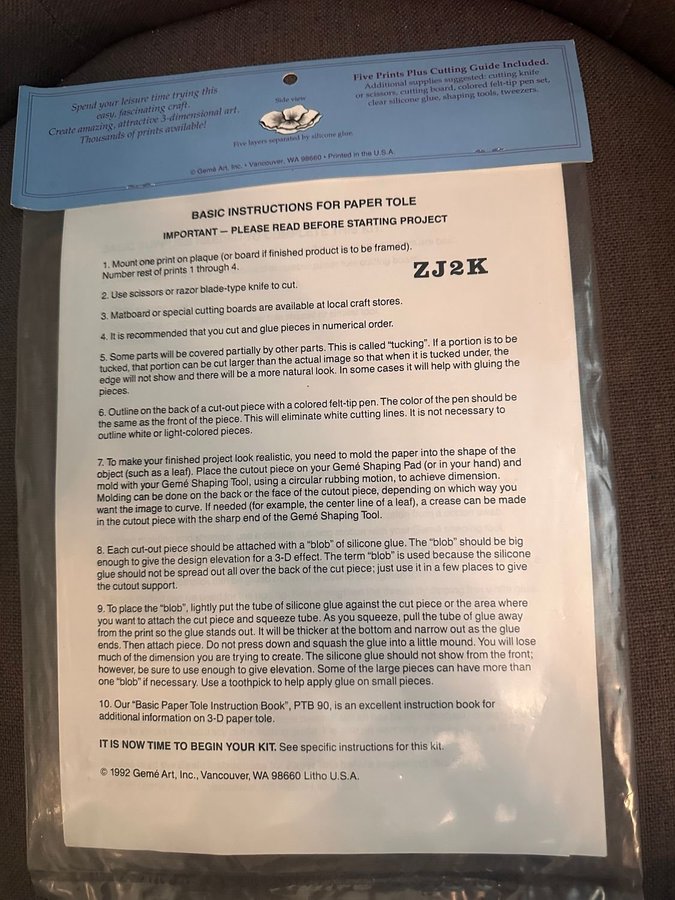 Spend your leisure time trying this
easy, fascinating craft.
Create amazing, attractive 3-dimensional art.
Thousands of prints available!
Side view
Five layers separated by silicone glue
Five Prints Plus Cutting Guide Included.
Additional supplies suggested: cutting knife
or scissors, cutting board, colored felt-tip pen set,
clear silicone glue, shaping tools, tweezers.
© Gemé Art, Inc. • Vancouver, WA 98660 • Printed in the U.S.A.
BASIC INSTRUCTIONS FOR PAPER TOLE
IMPORTANT — PLEASE READ BEFORE STARTING PROJECT
1. Mount one print on plaque (or board if finished product is to be framed).
Number rest of prints 1 through 4.
ZJ2K
2. Use scissors or razor blade-type knife to cut.
3. Matboard or special cutting boards are available at local craft stores.
4. It is recommended that you cut and glue pieces in numerical order.
5. Some parts will be covered partially by other parts. This is called "tucking". If a portion is to be
tucked, that portion can be cut larger than the actual image so that when it is tucked under, the
edge will not show and there will be a more natural look. In some cases it will help with gluing the
pieces.
6. Outline on the back of a cut-out piece with a colored felt-tip pen. The color of the pen should be
the same as the front of the piece. This will eliminate white cutting lines. It is not necessary to
outline white or light-colored pieces.
7. To make your finished project look realistic, you need to mold the paper into the shape of the
object (such as a leaf). Place the cutout piece on your Gemé Shaping Pad (or in your hand) and
mold with your Gemé Shaping Tool, using a circular rubbing motion, to achieve dimension.
Molding can be done on the back or the face of the cutout piece, depending on which way you
want the image to curve. If needed (for example, the center line of a leaf), a crease can be made
in the cutout piece with the sharp end of the Gemé Shaping Tool.
8. Each cut-out piece should be attached with a "blob" of silicone glue. The "blob" should be big
enough to give the design elevation for a 3-D effect. The term "blob" is used because the silicone
glue should not be spread out all over the back of the cut piece; just use it in a few places to give
the cutout support.
9. To place the "blob", lightly put the tube of silicone glue against the cut piece or the area where
you want to attach the cut piece and squeeze tube. As you squeeze, pull the tube of glue away
from the print so the glue stands out. It will be thicker at the bottom and narrow out as the glue
ends. Then attach piece. Do not press down and squash the glue into a little mound. You will lose
much of the dimension you are trying to create. The silicone glue should not show from the front;
however, be sure to use enough to give elevation. Some of the large pieces can have more than
one "blob" if necessary. Use a toothpick to help apply glue on small pieces.
10. Our "Basic Paper Tole Instruction Book", PTB 90, is an excellent instruction book for
additional information on 3-D paper tole.
IT IS NOW TIME TO BEGIN YOUR KIT. See specific instructions for this kit.
© 1992 Gemé Art, Inc., Vancouver, WA 98660 Litho U.S.A.